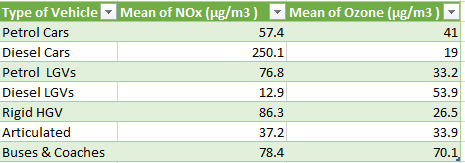 Type of Vehicle Mean of NOx (µg/m3 ) Mean of Ozone (µg/m3 )
Petrol Cars 57.4 41
Diesel Cars 250.1 19
Petrol LGVs 76.8 33.2
Diesel LGVs 12.9 53.9
Rigid HGV 86.3 26.5
Articulated 37.2 33.9
Buses & Coaches 78.4 70.1